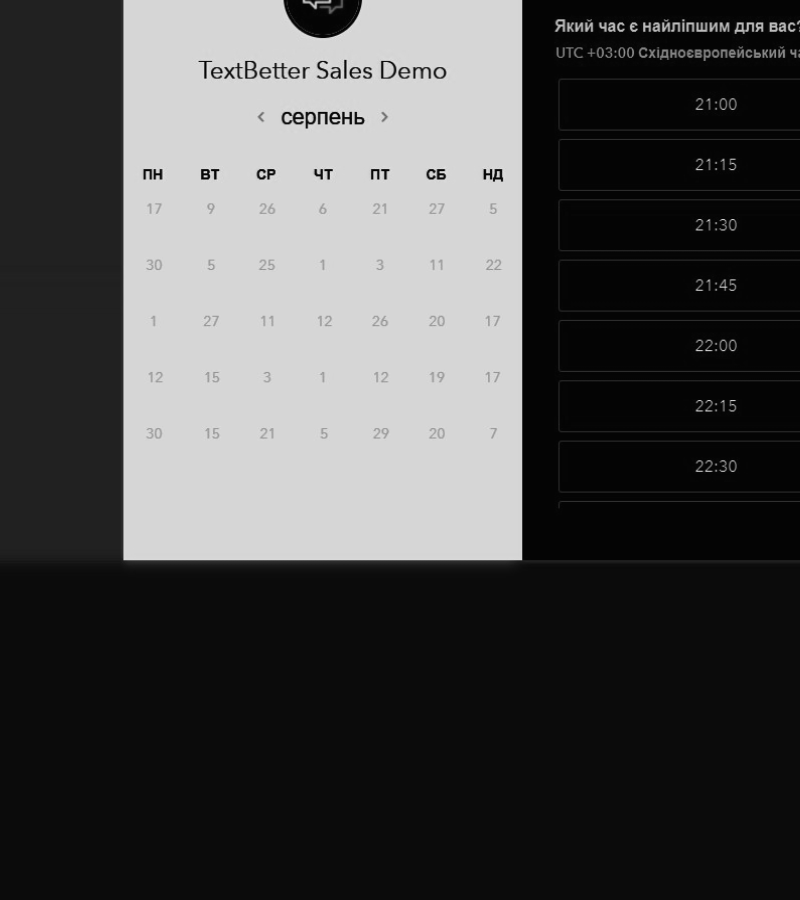 TextBetter Sales Demo
серпень
ПН ВТ СР ЧТ ПТ СБ НД
17 9 26 6 21 27 5
30 5 25 1 3 11 22
1 27 11 12 26 20 17
12 15 3 1 12 19 17
30 15 21 5 29 20 7
Який час є найліпшим для вас?
UTC +03:00 Східноєвропейський
21:00
21:15
21:30
21:45
22:00
22:15
22:30